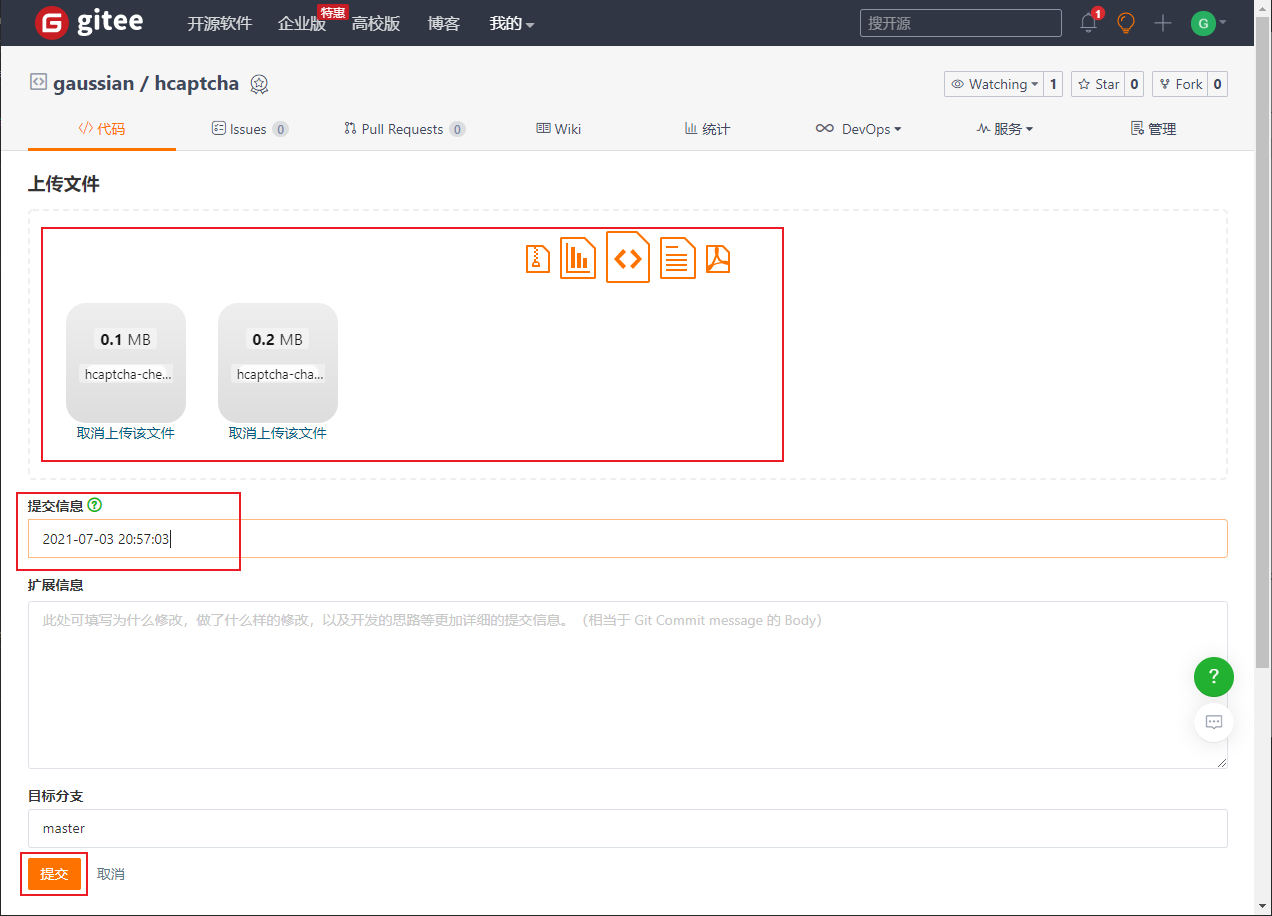 gitee 开源软件 企业版 特惠 高校版 博客 我的 搜开源 1 G
gaussian / hcaptcha Watching 1 Star 0 Fork 0
代码 Issues 0 Pull Requests 0 Wiki 统计 DevOps 服务 管理
上传文件
0.1 MB 0.2 MB
hcaptcha-che... hcaptcha-cha...
取消上传该文件 取消上传该文件
提交信息 ?
2021-07-03 20:57:03
扩展信息
此处可填写为什么修改，做了什么样的修改，以及开发的思路等更加详细的提交信息。（相当于 Git Commit message 的 Body）
?
目标分支
master
提交 取消